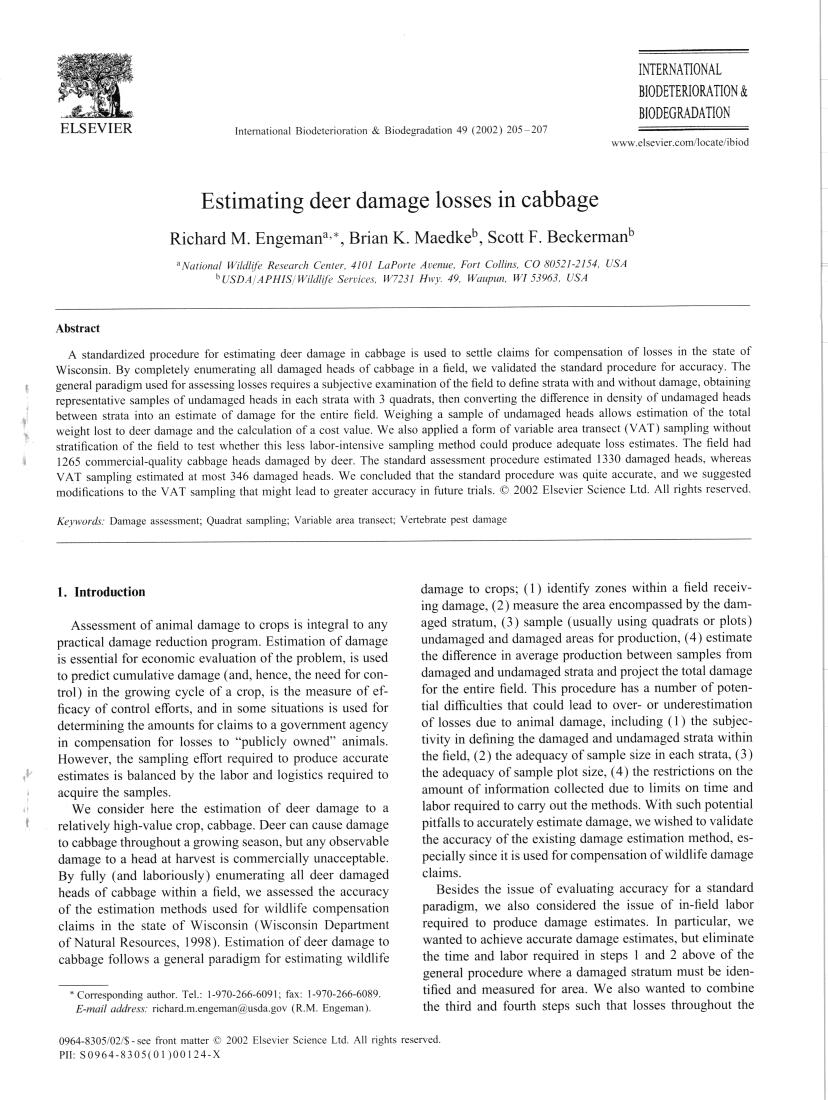 ELSEVIER
International Biodeterioration & Biodegradation 49 (2002) 205–207
INTERNATIONAL
BIODETERIORATION &
BIODEGRADATION
www.elsevier.com/locate/ibiod
Estimating deer damage losses in cabbage
Richard M. Engemanᵃ,*, Brian K. Maedkeᵇ, Scott F. Beckermanᵇ
ᵃNational Wildlife Research Center, 4101 LaPorte Avenue, Fort Collins, CO 80521-2154, USA
ᵇUSDA/APHIS/Wildlife Services, W7231 Hwy. 49, Waupun, WI 53963, USA
Abstract
A standardized procedure for estimating deer damage in cabbage is used to settle claims for compensation of losses in the state of
Wisconsin. By completely enumerating all damaged heads of cabbage in a field, we validated the standard procedure for accuracy. The
general paradigm used for assessing losses requires a subjective examination of the field to define strata with and without damage, obtaining
representative samples of undamaged heads in each strata with 3 quadrats, then converting the difference in density of undamaged heads
between strata into an estimate of damage for the entire field. Weighing a sample of undamaged heads allows estimation of the total
weight lost to deer damage and the calculation of a cost value. We also applied a form of variable area transect (VAT) sampling without
stratification of the field to test whether this less labor-intensive sampling method could produce adequate loss estimates. The field had
1265 commercial-quality cabbage heads damaged by deer. The standard assessment procedure estimated 1330 damaged heads, whereas
VAT sampling estimated at most 346 damaged heads. We concluded that the standard procedure was quite accurate, and we suggested
modifications to the VAT sampling that might lead to greater accuracy in future trials. © 2002 Elsevier Science Ltd. All rights reserved.
Keywords: Damage assessment; Quadrat sampling; Variable area transect; Vertebrate pest damage
1. Introduction
Assessment of animal damage to crops is integral to any
practical damage reduction program. Estimation of damage
is essential for economic evaluation of the problem, is used
to predict cumulative damage (and, hence, the need for con-
trol) in the growing cycle of a crop, is the measure of ef-
ficacy of control efforts, and in some situations is used for
determining the amounts for claims to a government agency
in compensation for losses to “publicly owned” animals.
However, the sampling effort required to produce accurate
estimates is balanced by the labor and logistics required to
acquire the samples.
We consider here the estimation of deer damage to a
relatively high-value crop, cabbage. Deer can cause damage
to cabbage throughout a growing season, but any observable
damage to a head at harvest is commercially unacceptable.
By fully (and laboriously) enumerating all deer damaged
heads of cabbage within a field, we assessed the accuracy
of the estimation methods used for wildlife compensation
claims in the state of Wisconsin (Wisconsin Department
of Natural Resources, 1998). Estimation of deer damage to
cabbage follows a general paradigm for estimating wildlife
* Corresponding author. Tel.: 1-970-266-6091; fax: 1-970-266-6089.
E-mail address: richard.m.engeman@usda.gov (R.M. Engeman).
damage to crops; (1) identify zones within a field receiv-
ing damage, (2) measure the area encompassed by the dam-
aged stratum, (3) sample (usually using quadrats or plots)
undamaged and damaged areas for production, (4) estimate
the difference in average production between samples from
damaged and undamaged strata and project the total damage
for the entire field. This procedure has a number of poten-
tial difficulties that could lead to over- or underestimation
of losses due to animal damage, including (1) the subjec-
tivity in defining the damaged and undamaged strata within
the field, (2) the adequacy of sample size in each strata, (3)
the adequacy of sample plot size, (4) the restrictions on the
amount of information collected due to limits on time and
labor required to carry out the methods. With such potential
pitfalls to accurately estimate damage, we wished to validate
the accuracy of the existing damage estimation method, es-
pecially since it is used for compensation of wildlife damage
claims.
Besides the issue of evaluating accuracy for a standard
paradigm, we also considered the issue of in-field labor
required to produce damage estimates. In particular, we
wanted to achieve accurate damage estimates, but eliminate
the time and labor required in steps 1 and 2 above of the
general procedure where a damaged stratum must be iden-
tified and measured for area. We also wanted to combine
the third and fourth steps such that losses throughout the
0964-8305/02/$ - see front matter © 2002 Elsevier Science Ltd. All rights reserved.
PII: S0964-8305(01)00124-X